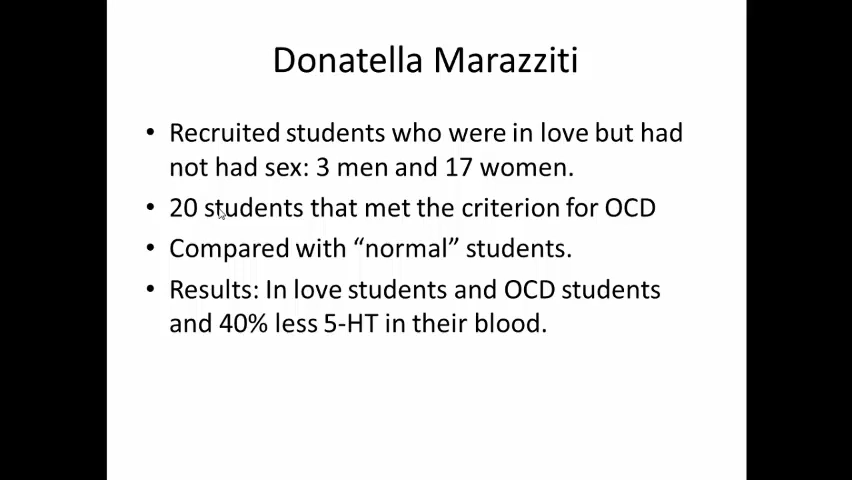 Donatella Marazziti
• Recruited students who were in love but had
not had sex: 3 men and 17 women.
• 20 students that met the criterion for OCD
• Compared with “normal” students.
• Results: In love students and OCD students
and 40% less 5-HT in their blood.